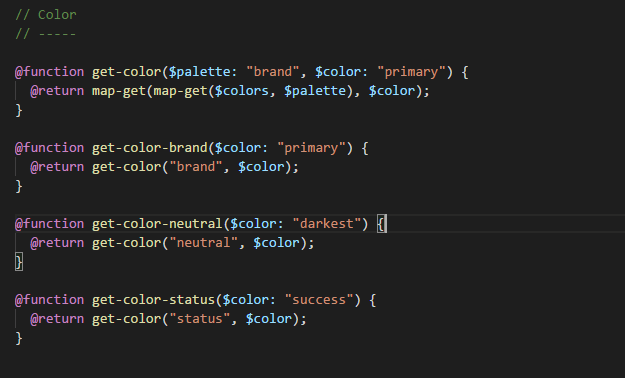 // Color
// -----
@function get-color($palette: "brand", $color: "primary") {
  @return map-get(map-get($colors, $palette), $color);
}
@function get-color-brand($color: "primary") {
  @return get-color("brand", $color);
}
@function get-color-neutral($color: "darkest") {
  @return get-color("neutral", $color);
}
@function get-color-status($color: "success") {
  @return get-color("status", $color);
}